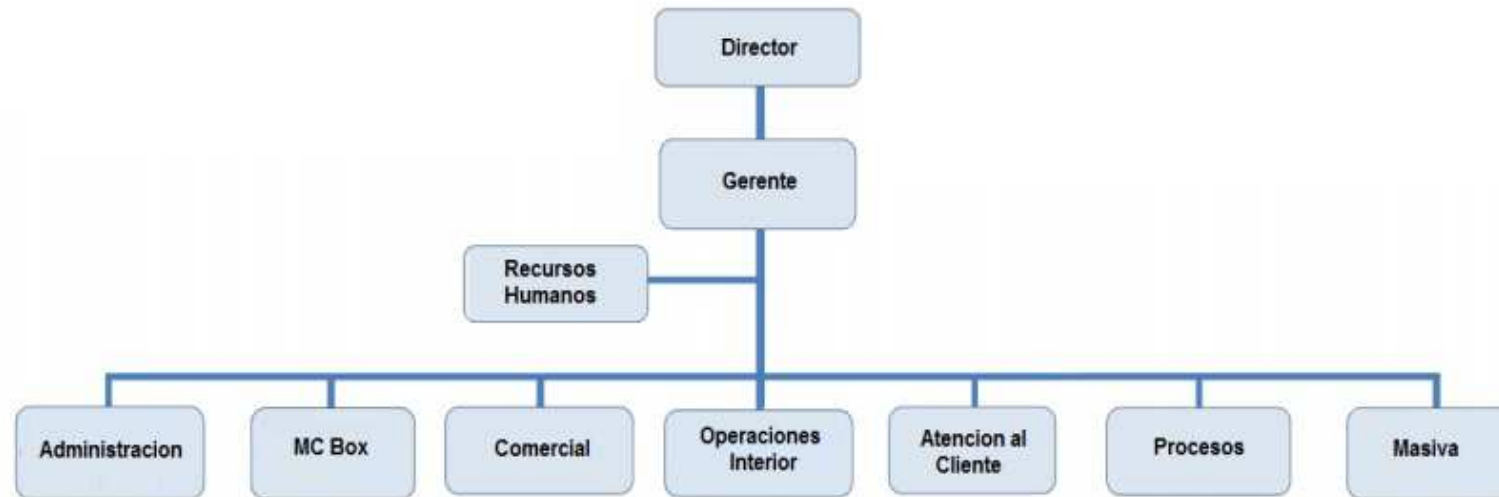 Director
Gerente
Recursos
Humanos
Administracion
MC Box
Comercial
Operaciones
Interior
Atencion al
Cliente
Procesos
Masiva